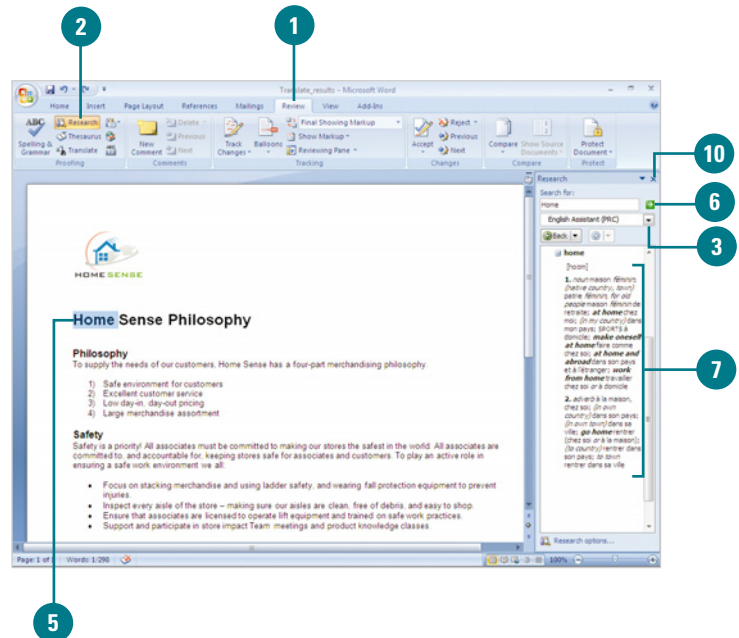 2
1
Translate_results - Microsoft Word
Home Insert Page Layout References Mailings Review View Add-Ins
ABC
Spelling & Grammar
Research
Thesaurus
Translate
Proofing
New Comment
Delete
Previous
Next
Comments
Track Changes
Balloons
Final Showing Markup
Show Markup
Reviewing Pane
Tracking
Accept
Reject
Previous
Next
Changes
Compare
Show Source Documents
Compare
Protect Document
Protect
10
6
3
7
5
Research
Search for:
Home
English Assistant (PRC)
Back
home
[hoom]
1. noun maison féminin,
(native country, town)
patrie féminin, for old
people maison féminin de
retraite; at home chez
moi; (in my country) dans
mon pays; SPORTS à
domicile; make oneself
at home faire comme
chez soi; at home and
abroad dans son pays
et à l'étranger; work
from home travailler
chez soi or à domicile
2. adverb à la maison,
chez soi; (in own
country) dans son pays;
(in own town) dans sa
ville; go home rentrer
(chez soi or à la maison);
(to country) rentrer dans
son pays; to town
rentrer dans sa ville
Research options...
HOMESENSE
Home Sense Philosophy
Philosophy
To supply the needs of our customers, Home Sense has a four-part merchandising philosophy:
1) Safe environment for customers
2) Excellent customer service
3) Low day-in, day-out pricing
4) Large merchandise assortment
Safety
Safety is a priority! All associates must be committed to making our stores the safest in the world. All associates are
committed to, and accountable for, keeping stores safe for associates and customers. To play an active role in
ensuring a safe work environment we all:
• Focus on stacking merchandise and using ladder safety, and wearing fall protection equipment to prevent
injuries.
• Inspect every aisle of the store – making sure our aisles are clean, free of debris, and easy to shop.
• Ensure that associates are licensed to operate lift equipment and trained on safe work practices.
• Support and participate in store impact Team meetings and product knowledge classes
Page: 1 of Words: 1/298
100%